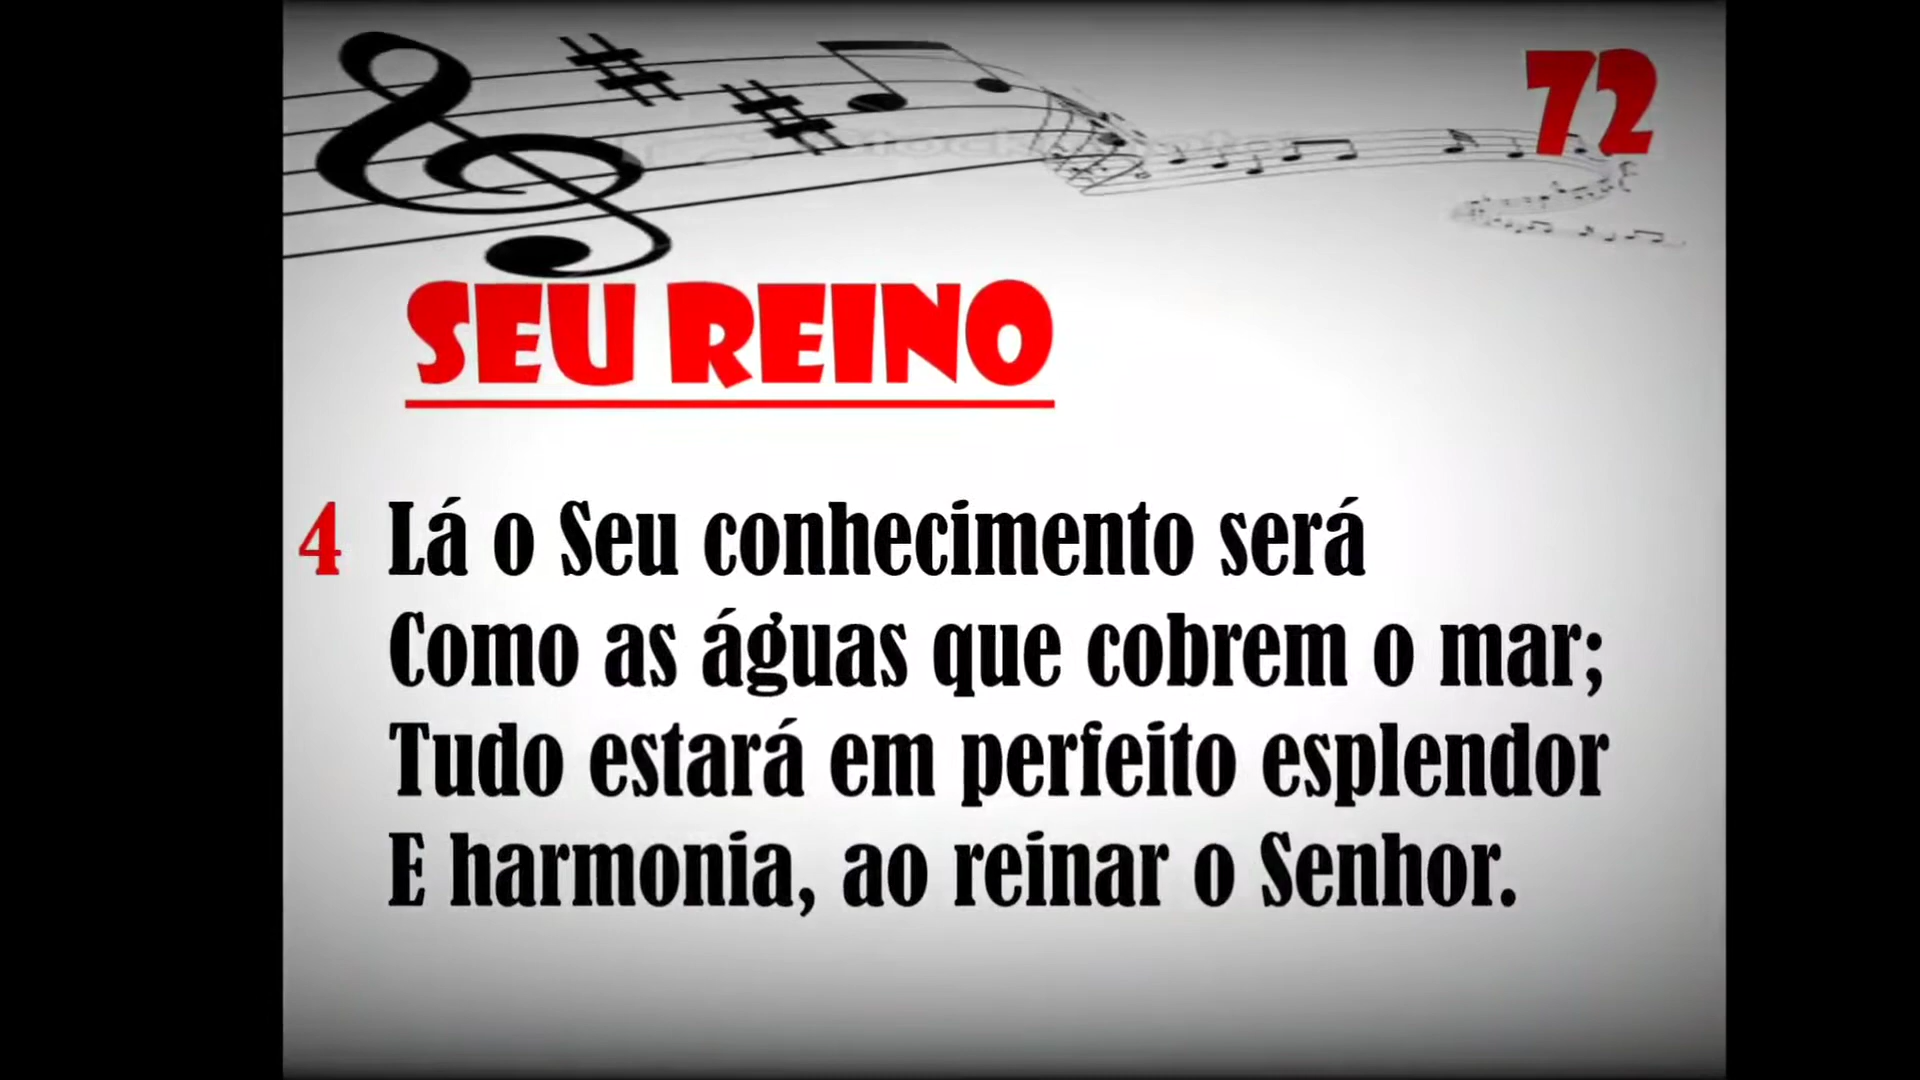 72
SEU REINO
4 Lá o Seu conhecimento será
Como as águas que cobrem o mar;
Tudo estará em perfeito esplendor
E harmonia, ao reinar o Senhor.